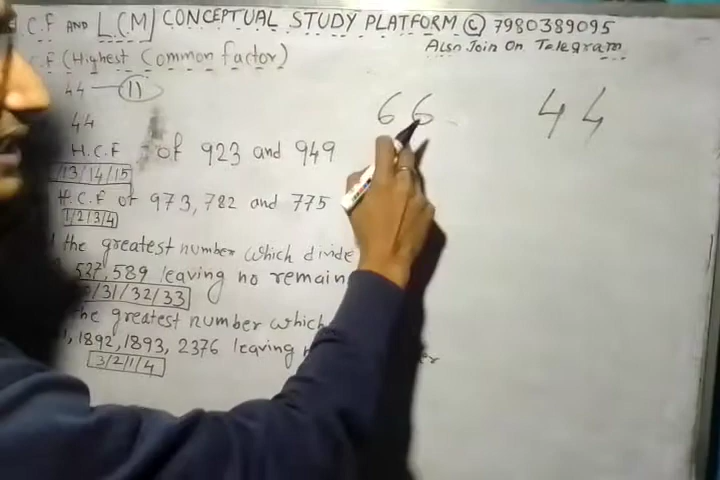 C.F AND L.C.M CONCEPTUAL STUDY PLATFORM © 7980389095
Also Join On Telegram
C.F (Highest Common factor)
44 — 11
66 44
44
H.C.F of 923 and 949
13/14/15
H.C.F of 973, 782 and 775
1/2/3/4
the greatest number which divide
527, 589 leaving no remain
/31/32/33
the greatest number which
1892, 1893, 2376 leaving
3/2/1/4